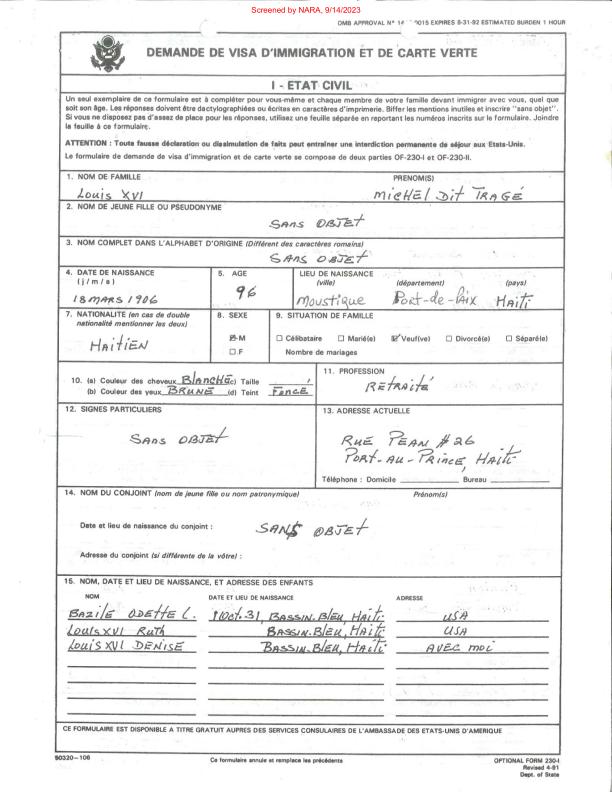 Screened by NARA, 9/14/2023
OMB APPROVAL N° 14 0015 EXPIRES 8-31-92 ESTIMATED BURDEN 1 HOUR
DEMANDE DE VISA D'IMMIGRATION ET DE CARTE VERTE
I - ETAT CIVIL
Un seul exemplaire de ce formulaire est à compléter pour vous-même et chaque membre de votre famille devant immigrer avec vous, quel que
soit son âge. Les réponses doivent être dactylographiées ou écrites en caractères d'imprimerie. Biffer les mentions inutiles et inscrire "sans objet".
Si vous ne disposez pas d'assez de place pour les réponses, utilisez une feuille séparée en reportant les numéros inscrits sur le formulaire. Joindre
la feuille à ce formulaire.
ATTENTION : Toute fausse déclaration ou dissimulation de faits peut entraîner une interdiction permanente de séjour aux Etats-Unis.
Le formulaire de demande de visa d'immigration et de carte verte se compose de deux parties OF-230-I et OF-230-II.
1. NOM DE FAMILLE PRENOM(S)
Louis XVI MICHEL Dit TRAGÉ
2. NOM DE JEUNE FILLE OU PSEUDONYME
SANS OBJET
3. NOM COMPLET DANS L'ALPHABET D'ORIGINE (Différent des caractères romains)
SANS OBJET
4. DATE DE NAISSANCE 5. AGE LIEU DE NAISSANCE
( j / m / a ) (ville) (département) (pays)
18 MARS 1906 96 Moustique Port-de-Paix Haïti
7. NATIONALITÉ (en cas de double
nationalité mentionner les deux)
HAITIEN
8. SEXE
M
F
9. SITUATION DE FAMILLE
Célibataire Marié(e) Veuf(ve) Divorcé(e) Séparé(e)
Nombre de mariages
10. (a) Couleur des cheveux BLANCHE (c) Taille
(b) Couleur des yeux BRUNE (d) Teint FONCÉ
11. PROFESSION
RETRAITÉ
12. SIGNES PARTICULIERS
SANS OBJET
13. ADRESSE ACTUELLE
RUE PEAN # 26
PORT-AU-PRINCE, HAITI
Téléphone : Domicile Bureau
14. NOM DU CONJOINT (nom de jeune fille ou nom patronymique) Prénom(s)
Date et lieu de naissance du conjoint : SANS OBJET
Adresse du conjoint (si différente de la vôtre) :
15. NOM, DATE ET LIEU DE NAISSANCE, ET ADRESSE DES ENFANTS
NOM DATE ET LIEU DE NAISSANCE ADRESSE
BAZILE ODETTE L. 1 Oct. 31, BASSIN-BLEU, HAITI USA
Louis XVI RUTH BASSIN-BLEU, HAITI USA
Louis XVI DENISE BASSIN-BLEU, HAITI AVEC MOI
CE FORMULAIRE EST DISPONIBLE A TITRE GRATUIT AUPRES DES SERVICES CONSULAIRES DE L'AMBASSADE DES ETATS-UNIS D'AMERIQUE
50320-106 Ce formulaire annule et remplace les précédents OPTIONAL FORM 230-I
Revised 4-91
Dept. of State